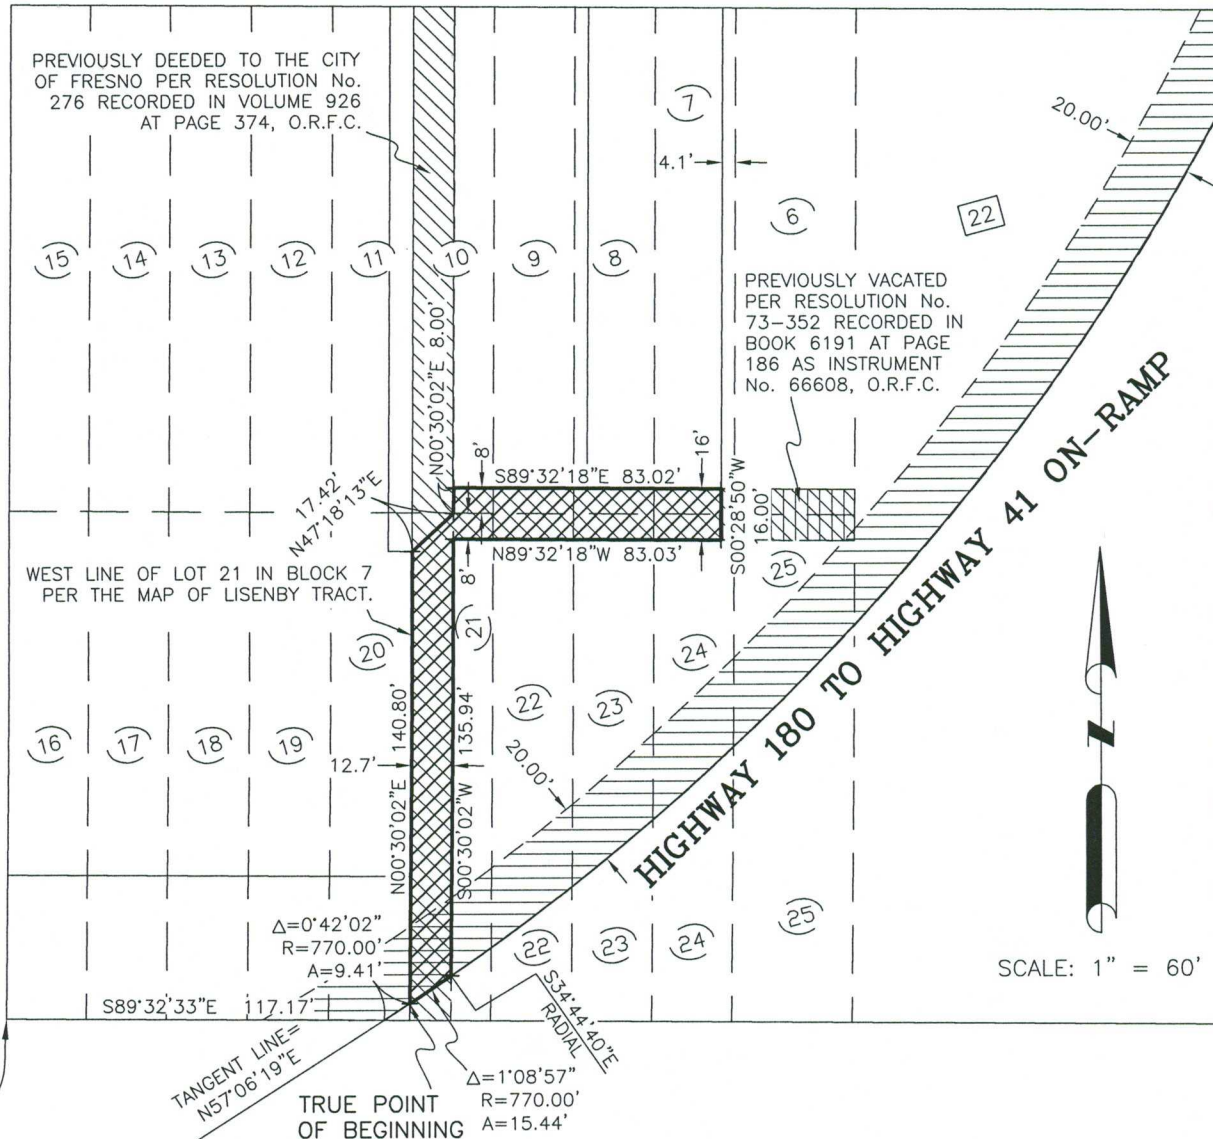 PREVIOUSLY DEEDED TO THE CITY
OF FRESNO PER RESOLUTION No.
276 RECORDED IN VOLUME 926
AT PAGE 374, O.R.F.C.
7
4.1'
20.00'
6
22
15
14
13
12
11
10
9
8
PREVIOUSLY VACATED
PER RESOLUTION No.
73-352 RECORDED IN
BOOK 6191 AT PAGE
186 AS INSTRUMENT
No. 66608, O.R.F.C.
N00°30'02"E 8.00'
8'
16'
S89°32'18"E 83.02'
17.42'
N47°18'13"E
S00°28'50"W
16.00'
N89°32'18"W 83.03'
8'
WEST LINE OF LOT 21 IN BLOCK 7
PER THE MAP OF LISENBY TRACT.
25
21
20
24
22
23
16
17
18
19
12.7'
N00°30'02"E 140.80'
S00°30'02"W 135.94'
20.00'
HIGHWAY 180 TO HIGHWAY 41 ON-RAMP
Δ=0°42'02"
R=770.00'
A=9.41'
22
23
24
25
SCALE: 1" = 60'
S89°32'33"E 117.17'
S34°44'40"E
RADIAL
TANGENT LINE=
N57°06'19"E
TRUE POINT
OF BEGINNING
Δ=1°08'57"
R=770.00'
A=15.44'